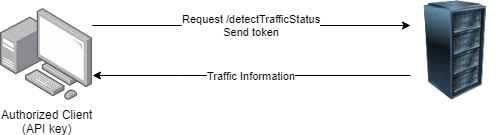 Request /detectTrafficStatus
Send token
Traffic Information
Authorized Client
(API key)